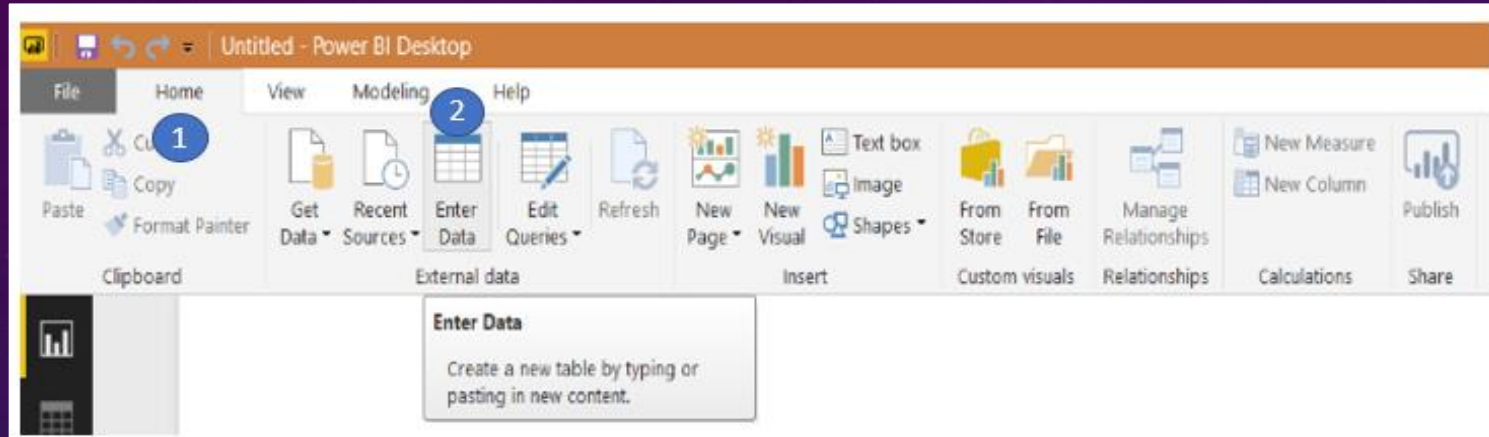 Untitled - Power BI Desktop
File Home View Modeling Help
1
2
Paste
Copy
Format Painter
Clipboard
Get Data
Recent Sources
Enter Data
Edit Queries
Refresh
External data
New Page
New Visual
Text box
Image
Shapes
Insert
From Store
From File
Custom visuals
Manage Relationships
Relationships
New Measure
New Column
Calculations
Publish
Share
Enter Data
Create a new table by typing or
pasting in new content.